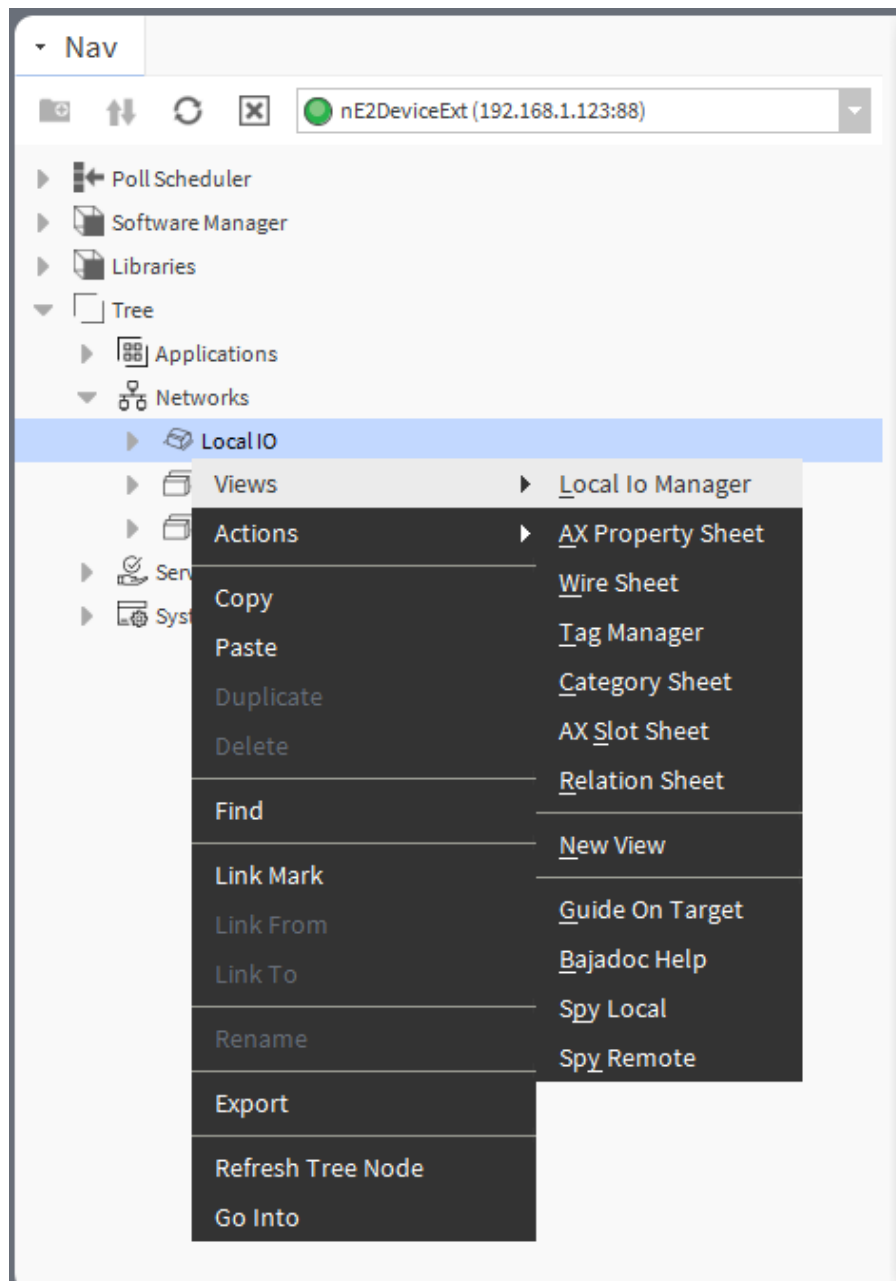 Nav
nE2DeviceExt (192.168.1.123:88)
Poll Scheduler
Software Manager
Libraries
Tree
Applications
Networks
Local IO
Views
Actions
Copy
Paste
Duplicate
Delete
Find
Link Mark
Link From
Link To
Rename
Export
Refresh Tree Node
Go Into
Local Io Manager
AX Property Sheet
Wire Sheet
Tag Manager
Category Sheet
AX Slot Sheet
Relation Sheet
New View
Guide On Target
Bajadoc Help
Spy Local
Spy Remote